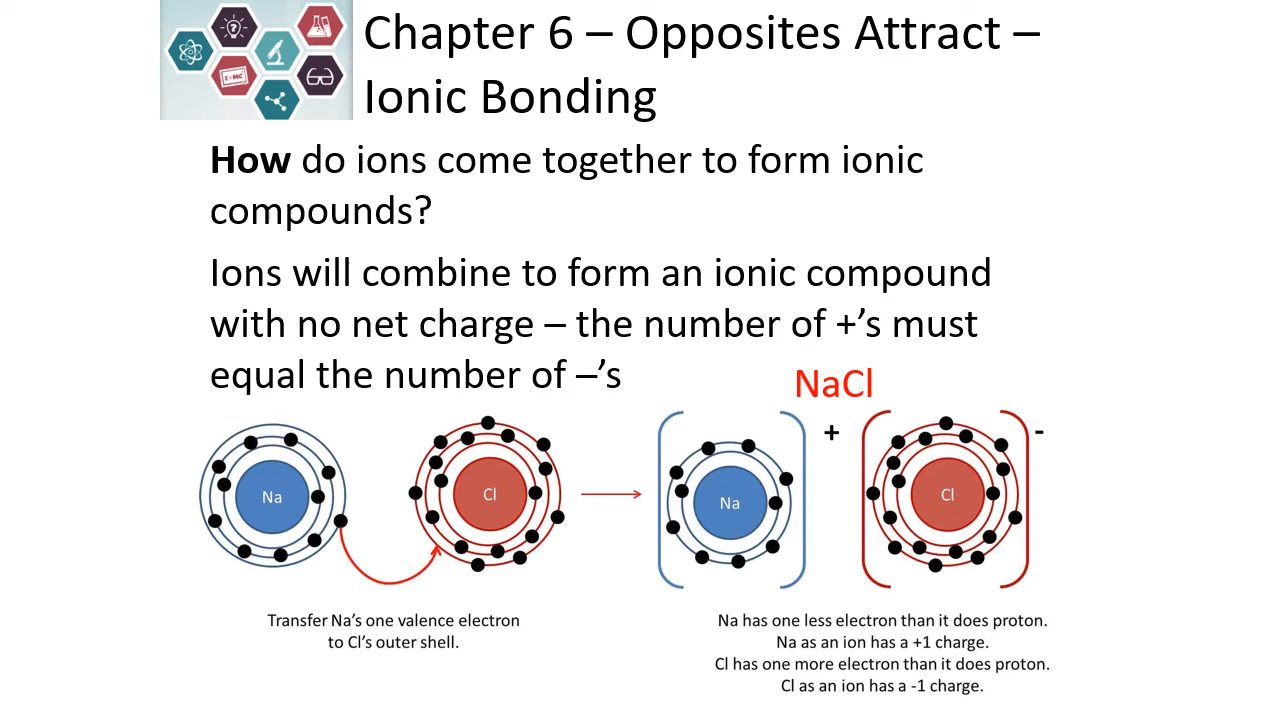 Chapter 6 – Opposites Attract –
Ionic Bonding
How do ions come together to form ionic
compounds?
Ions will combine to form an ionic compound
with no net charge – the number of +’s must
equal the number of –’s
NaCl
Na
Cl
Na
+
Cl
-
Transfer Na’s one valence electron
to Cl’s outer shell.
Na has one less electron than it does proton.
Na as an ion has a +1 charge.
Cl has one more electron than it does proton.
Cl as an ion has a -1 charge.